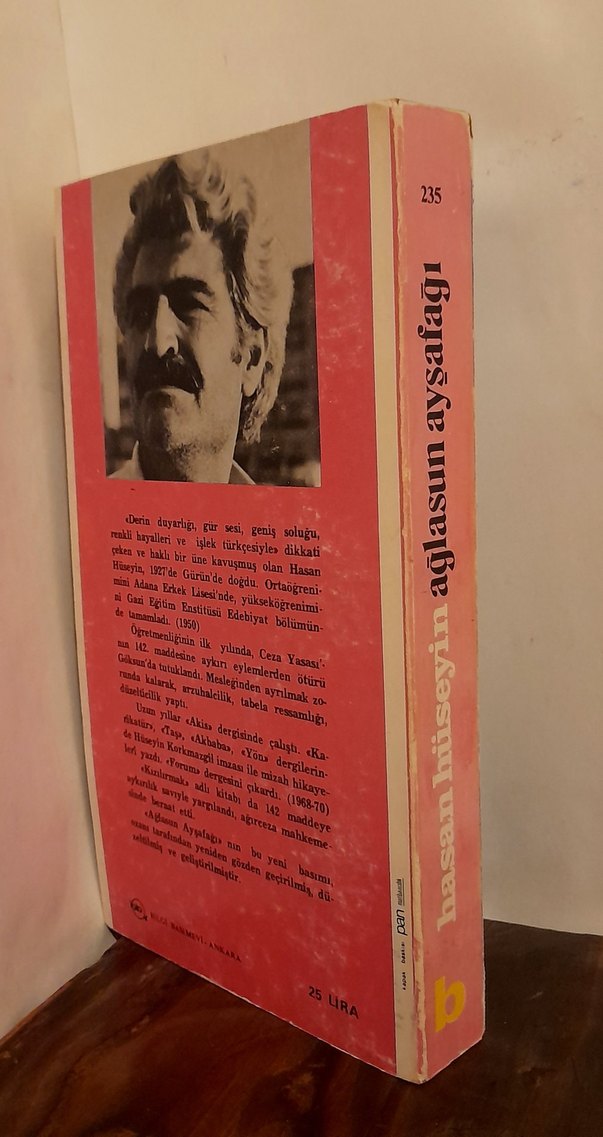 «Derin duyarlığı, gür sesi, geniş soluğu,
renkli hayalleri ve işlek türkçesiyle» dikkati
çeken ve haklı bir üne kavuşmuş olan Hasan
Hüseyin, 1927'de Gürün'de doğdu. Ortaöğreni-
mini Adana Erkek Lisesi'nde, yükseköğrenimi-
ni Gazi Eğitim Enstitüsü Edebiyat bölümün-
de tamamladı. (1950)
Öğretmenliğinin ilk yılında, Ceza Yasası'-
nın 142. maddesine aykırı eylemlerden ötürü
Göksun'da tutuklandı. Mesleğinden ayrılmak zo-
runda kalarak, arzuhalcilik, tabela ressamlığı,
düzelticilik yaptı.
Uzun yıllar «Akis» dergisinde çalıştı. «Ka-
rikatür», «Taş», «Akbaba», «Yön» dergilerin-
de Hüseyin Korkmazgil imzası ile mizah hikaye-
leri yazdı. «Forum» dergesini çıkardı. (1968-70)
«Kızılırmak» adlı kitabı da 142 maddeye
aykırılık savıyle yargılandı, ağırceza mahkeme-
sinde beraat etti.
«Ağlasun Ayşafağı» nın bu yeni basımı,
ozanı tarafından yeniden gözden geçirilmiş, dü-
zeltilmiş ve geliştirilmiştir.
BİLGİ BASIMEVİ - ANKARA
25 LİRA
kapak baskısı pan
235
hasan hüseyin ağlasun ayşafağı
b